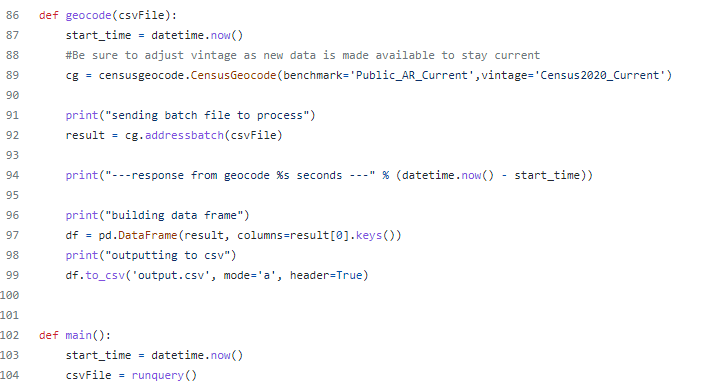 86 def geocode(csvFile):
87     start_time = datetime.now()
88     #Be sure to adjust vintage as new data is made available to stay current
89     cg = censusgeocode.CensusGeocode(benchmark='Public_AR_Current',vintage='Census2020_Current')
90
91     print("sending batch file to process")
92     result = cg.addressbatch(csvFile)
93
94     print("---response from geocode %s seconds ---" % (datetime.now() - start_time))
95
96     print("building data frame")
97     df = pd.DataFrame(result, columns=result[0].keys())
98     print("outputting to csv")
99     df.to_csv('output.csv', mode='a', header=True)
100
101
102 def main():
103     start_time = datetime.now()
104     csvFile = runquery()